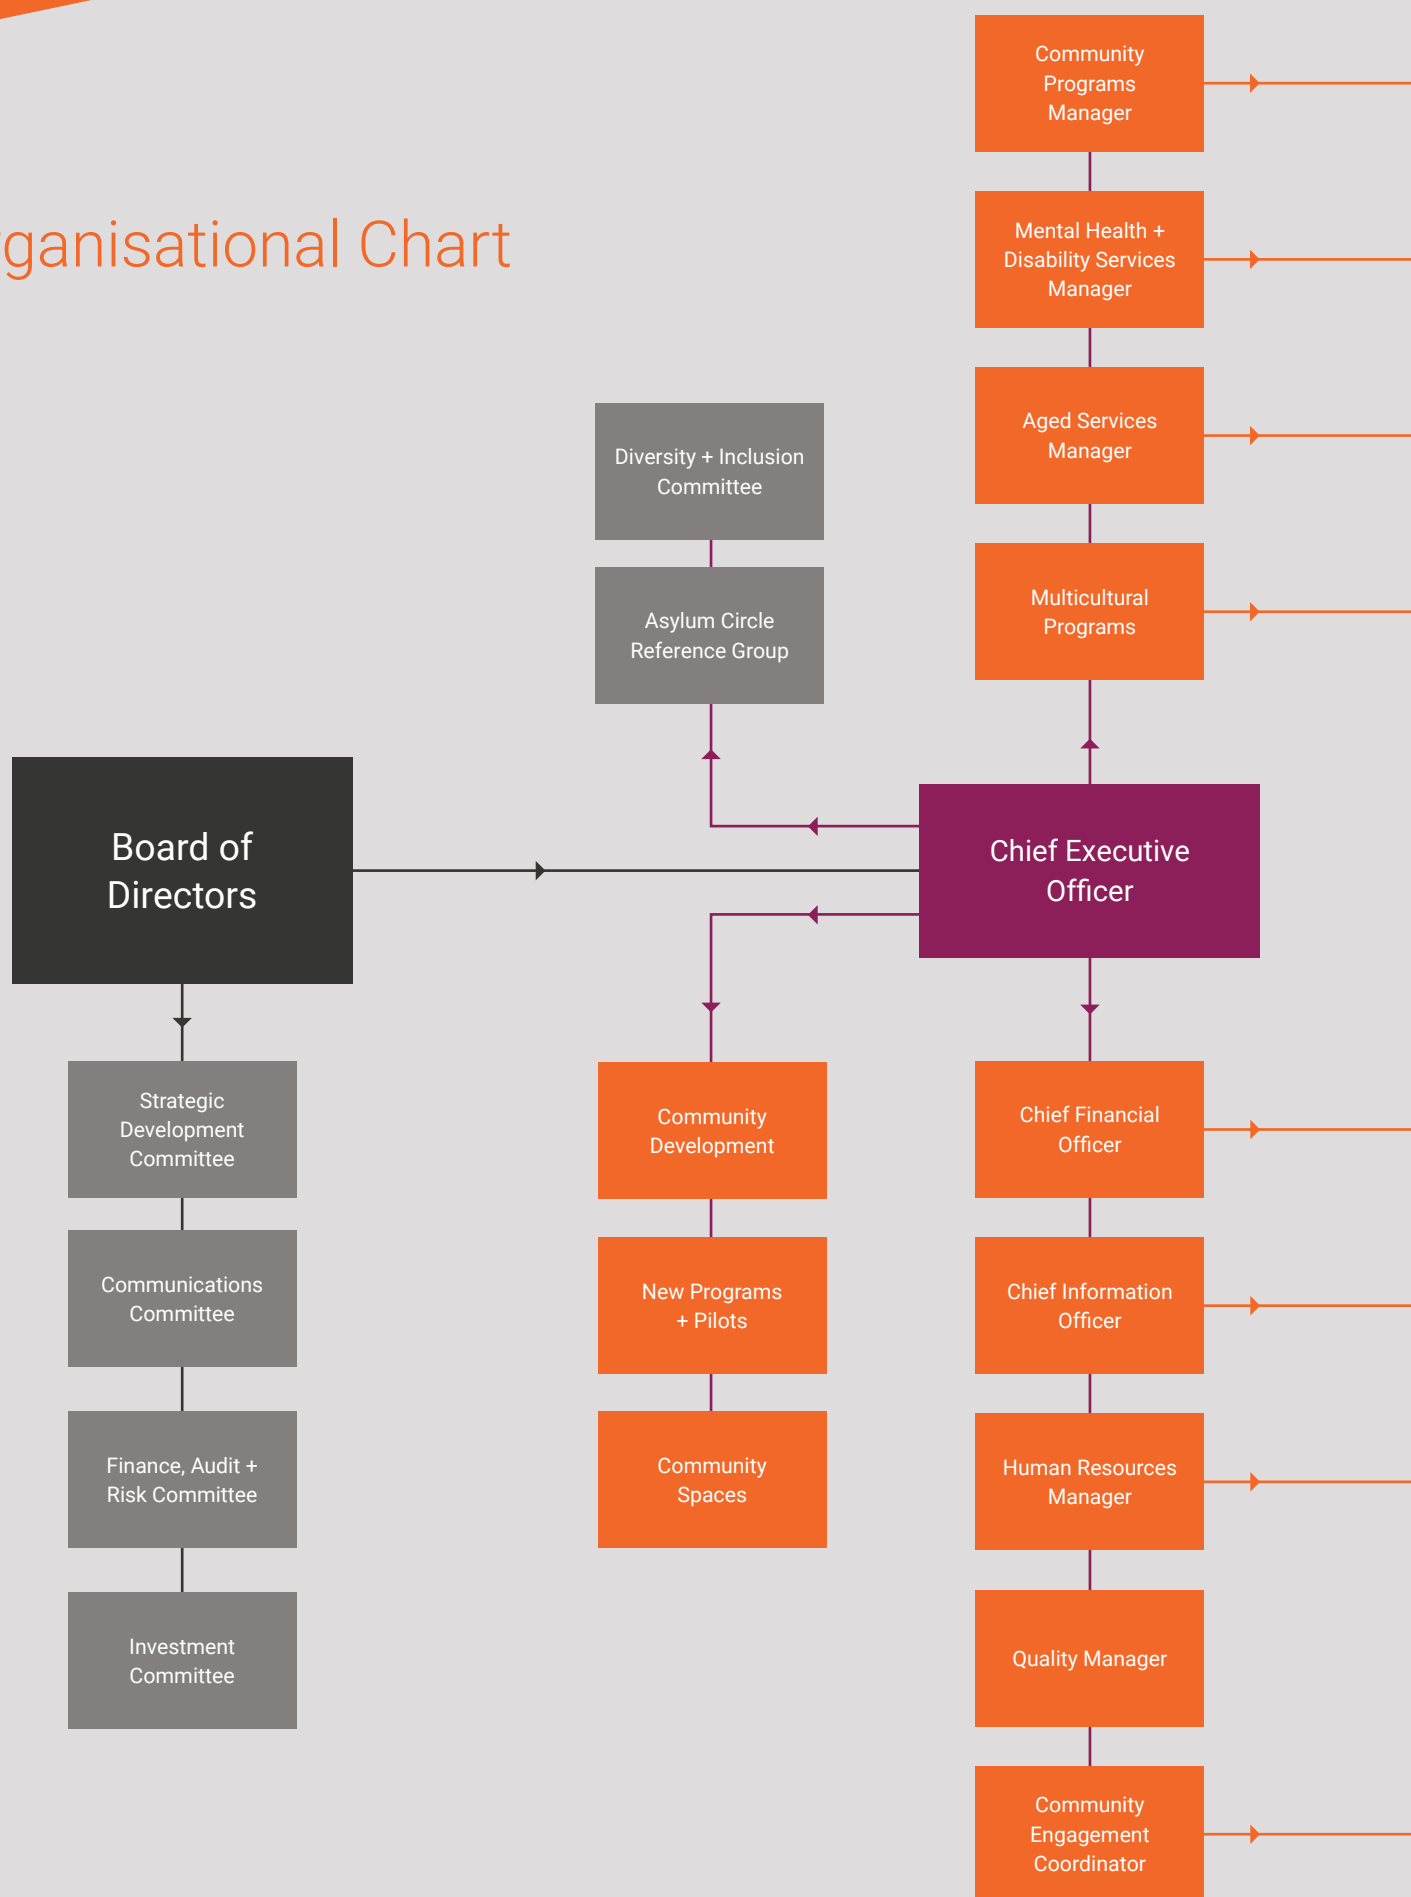 rganisational Chart
Community
Programs
Manager
Mental Health +
Disability Services
Manager
Aged Services
Manager
Multicultural
Programs
Diversity + Inclusion
Committee
Asylum Circle
Reference Group
Board of
Directors
Chief Executive
Officer
Strategic
Development
Committee
Communications
Committee
Finance, Audit +
Risk Committee
Investment
Committee
Community
Development
New Programs
+ Pilots
Community
Spaces
Chief Financial
Officer
Chief Information
Officer
Human Resources
Manager
Quality Manager
Community
Engagement
Coordinator